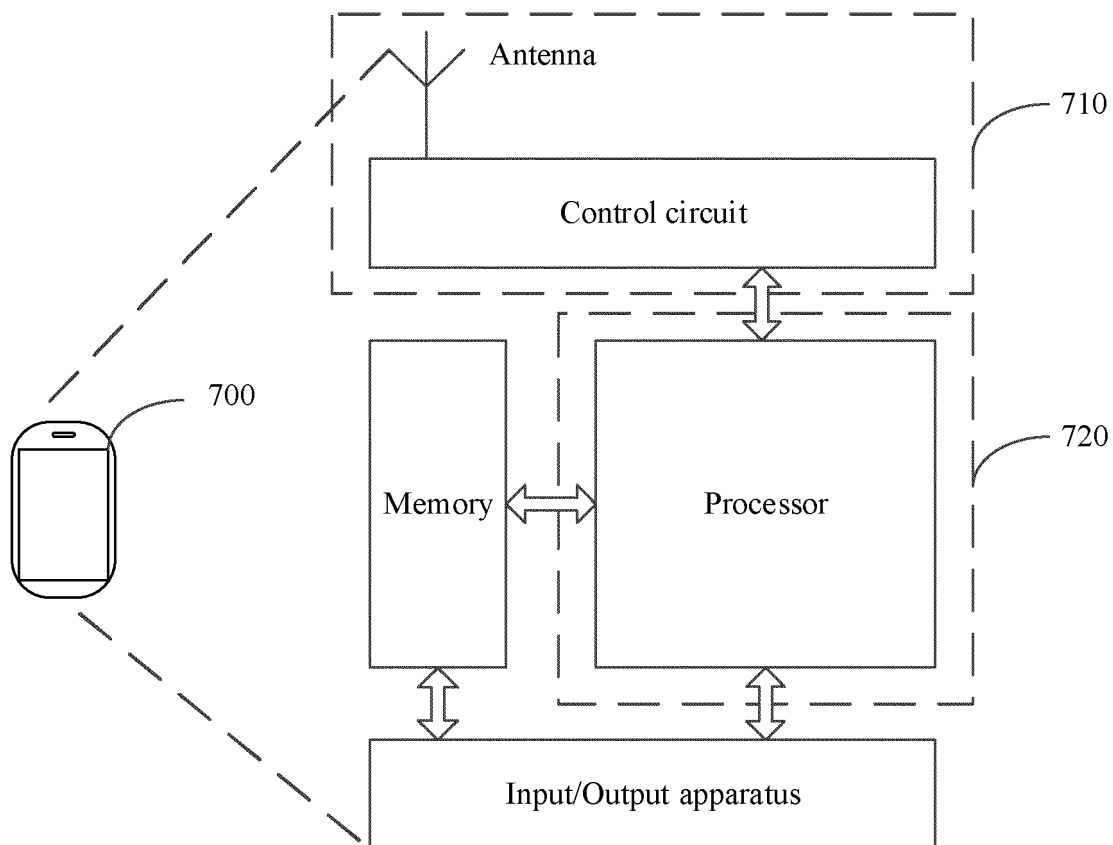 Antenna
710
Control circuit
700
720
Memory
Processor
Input/Output apparatus